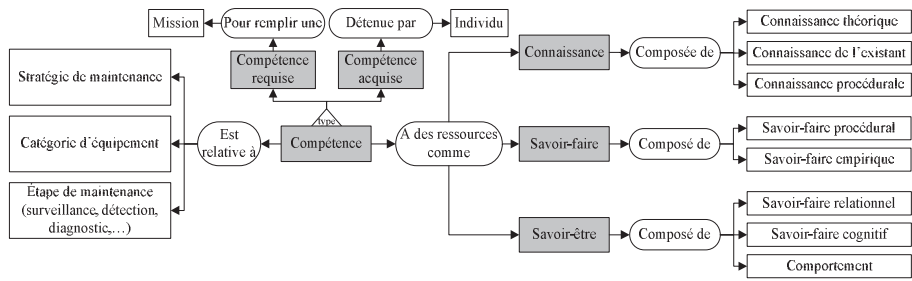 Mission
Pour remplir une
Détenue par
Individu
Compétence
requise
Compétence
acquise
type
Stratégie de maintenance
Catégorie d'équipement
Étape de maintenance
(surveillance, détection,
diagnostic,…)
Est
relative à
Compétence
A des ressources
comme
Connaissance
Composée de
Connaissance théorique
Connaissance de l'existant
Connaissance procédurale
Savoir-faire
Composé de
Savoir-faire procédural
Savoir-faire empirique
Savoir-être
Composé de
Savoir-faire relationnel
Savoir-faire cognitif
Comportement